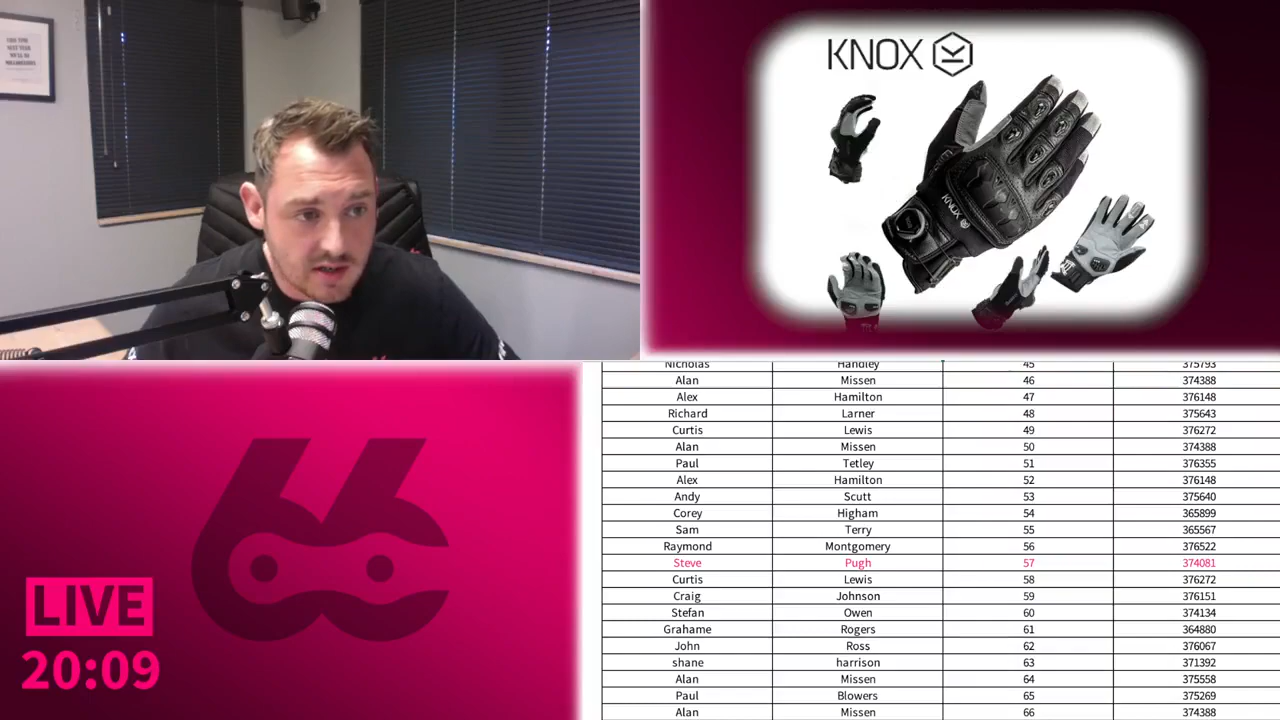 KNOX
KNOX
Nicholas Handley 45 375793
Alan Missen 46 374388
Alex Hamilton 47 376148
Richard Larner 48 375643
Curtis Lewis 49 376272
Alan Missen 50 374388
Paul Tetley 51 376355
Alex Hamilton 52 376148
Andy Scutt 53 375640
Corey Higham 54 365899
Sam Terry 55 365567
Raymond Montgomery 56 376522
Steve Pugh 57 374081
Curtis Lewis 58 376272
Craig Johnson 59 376151
Stefan Owen 60 374134
Grahame Rogers 61 364880
John Ross 62 376067
shane harrison 63 371392
Alan Missen 64 375558
Paul Blowers 65 375269
Alan Missen 66 374388
LIVE
20:09